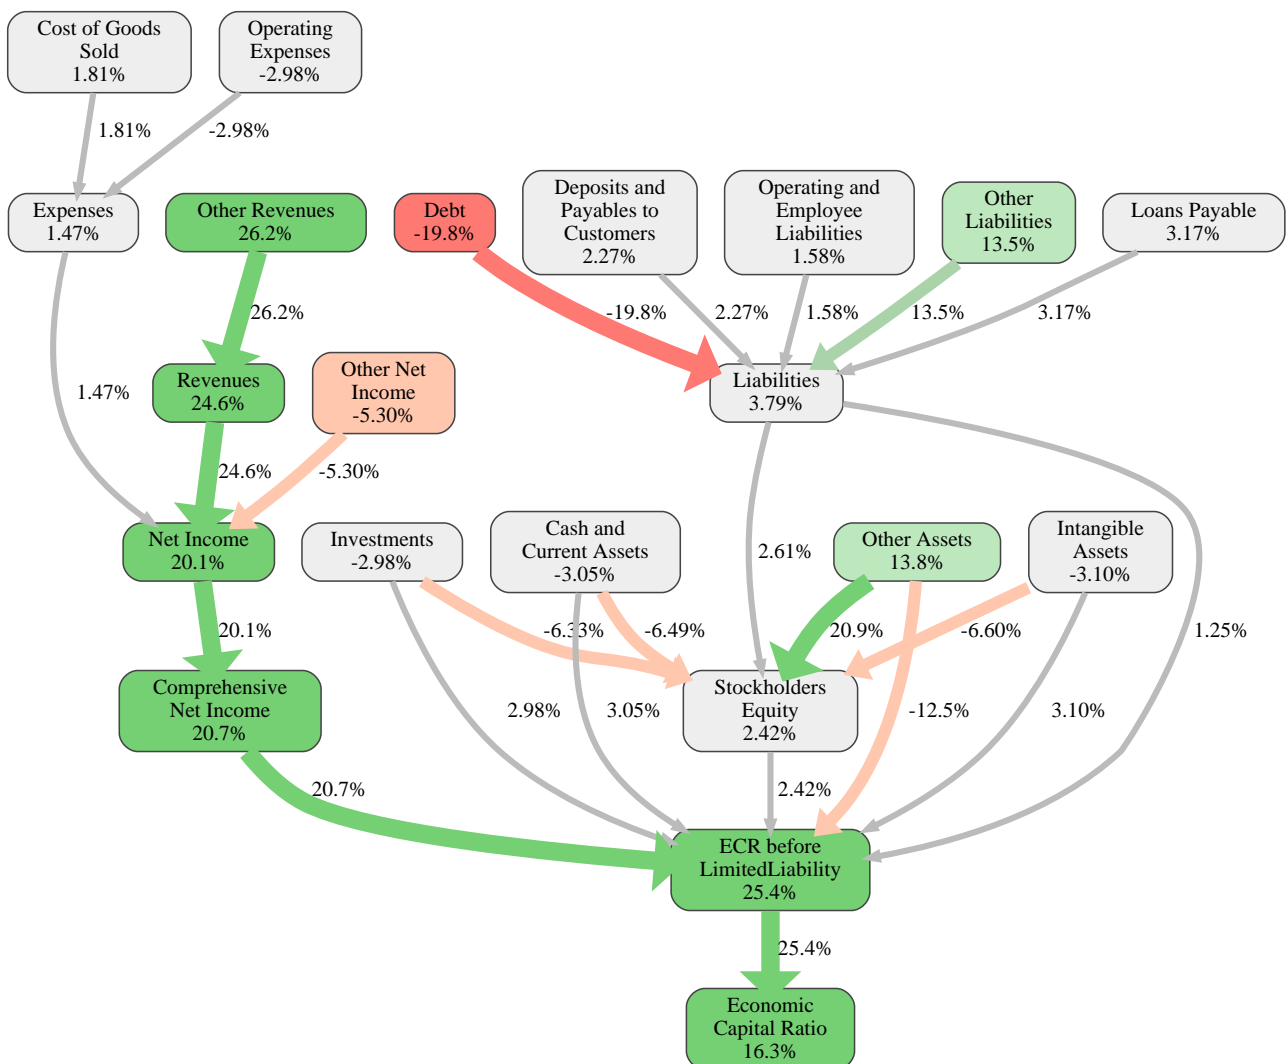 Cost of Goods
Sold
1.81%
Operating
Expenses
-2.98%
1.81%
-2.98%
Expenses
1.47%
Other Revenues
26.2%
Debt
-19.8%
Deposits and
Payables to
Customers
2.27%
Operating and
Employee
Liabilities
1.58%
Other
Liabilities
13.5%
Loans Payable
3.17%
26.2%
-19.8%
2.27%
1.58%
13.5%
3.17%
Revenues
24.6%
Other Net
Income
-5.30%
Liabilities
3.79%
1.47%
24.6%
-5.30%
Net Income
20.1%
Investments
-2.98%
Cash and
Current Assets
-3.05%
2.61%
Other Assets
13.8%
Intangible
Assets
-3.10%
20.1%
-6.33%
-6.49%
20.9%
-6.60%
1.25%
Comprehensive
Net Income
20.7%
2.98%
3.05%
Stockholders
Equity
2.42%
-12.5%
3.10%
20.7%
2.42%
ECR before
LimitedLiability
25.4%
25.4%
Economic
Capital Ratio
16.3%